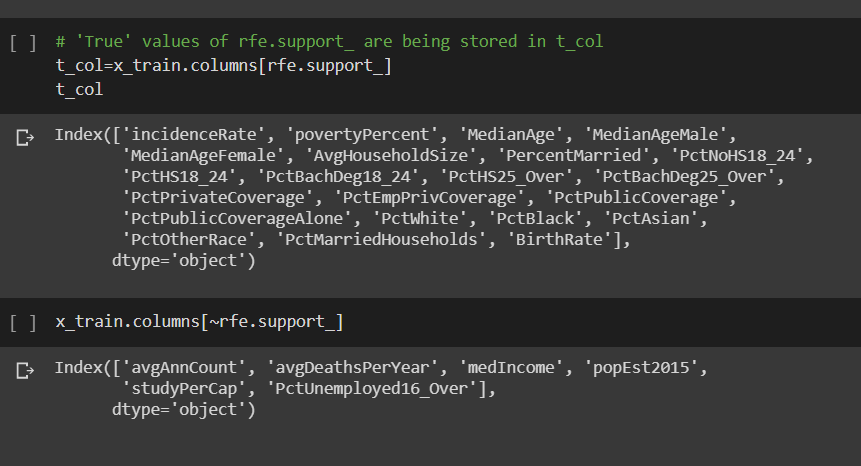 [ ] # 'True' values of rfe.support_ are being stored in t_col
t_col=x_train.columns[rfe.support_]
t_col
Index(['incidenceRate', 'povertyPercent', 'MedianAge', 'MedianAgeMale',
'MedianAgeFemale', 'AvgHouseholdSize', 'PercentMarried', 'PctNoHS18_24',
'PctHS18_24', 'PctBachDeg18_24', 'PctHS25_Over', 'PctBachDeg25_Over',
'PctPrivateCoverage', 'PctEmpPrivCoverage', 'PctPublicCoverage',
'PctPublicCoverageAlone', 'PctWhite', 'PctBlack', 'PctAsian',
'PctOtherRace', 'PctMarriedHouseholds', 'BirthRate'],
dtype='object')
[ ] x_train.columns[~rfe.support_]
Index(['avgAnnCount', 'avgDeathsPerYear', 'medIncome', 'popEst2015',
'studyPerCap', 'PctUnemployed16_Over'],
dtype='object')